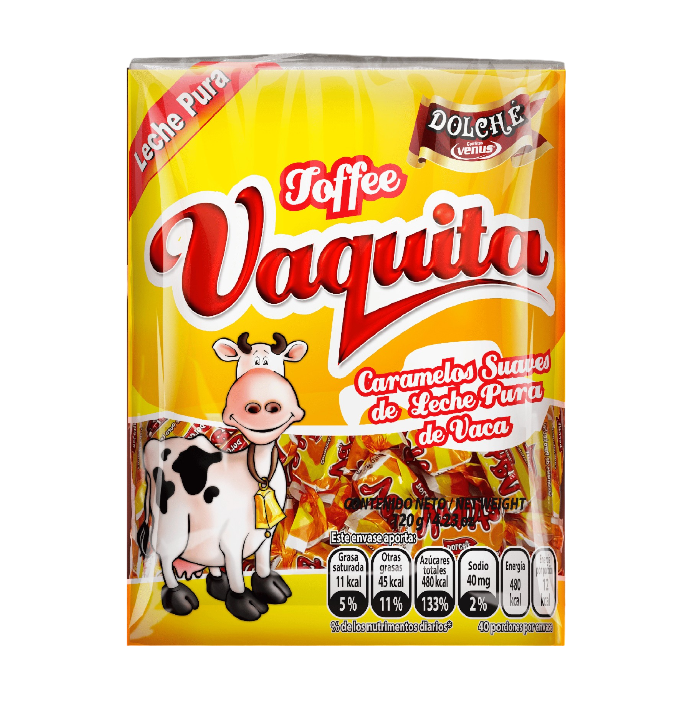 Leche Pura
DOLCHÉ
venus
Toffee
Vaquita
Caramelos Suaves
de Leche Pura
de Vaca
CONTENIDO NETO / NET WEIGHT
Este envase aporta:
Grasa saturada 11 kcal 5%
Otras grasas 45 kcal 11%
Azúcares totales 480 kcal 133%
Sodio 40 mg 2%
Energía 480 kcal
% de los nutrimentos diarios*
40 porciones por envase